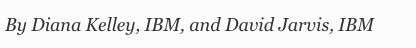 By Diana Kelley, IBM, and David Jarvis, IBM